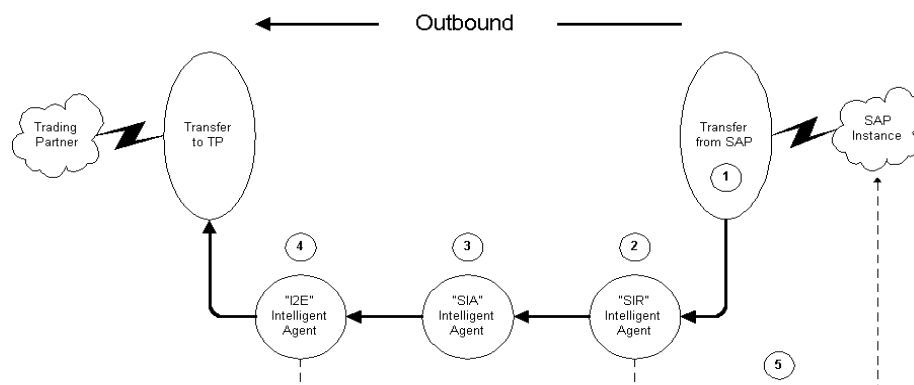 Outbound
Trading
Partner
Transfer
to TP
Transfer
from SAP
1
SAP
Instance
4
3
2
"I2E"
Intelligent
Agent
"SIA"
Intelligent
Agent
"SIR"
Intelligent
Agent
5